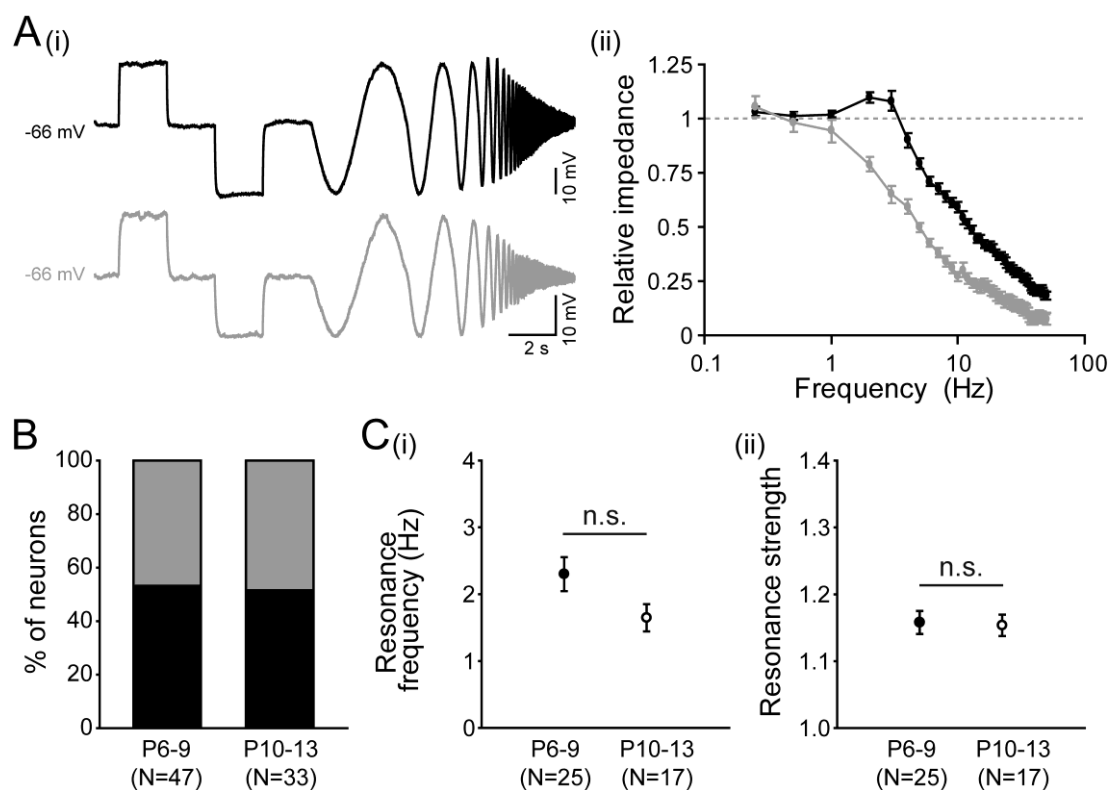 A (i)
-66 mV
10 mV
-66 mV
10 mV
2 s
(ii)
Relative impedance
1.25
1
0.75
0.5
0.25
0
0.1
1
10
100
Frequency (Hz)
B
% of neurons
100
80
60
40
20
0
P6-9
(N=47)
P10-13
(N=33)
C (i)
Resonance
frequency (Hz)
4
3
2
1
0
n.s.
P6-9
(N=25)
P10-13
(N=17)
(ii)
Resonance strength
1.4
1.3
1.2
1.1
1.0
n.s.
P6-9
(N=25)
P10-13
(N=17)